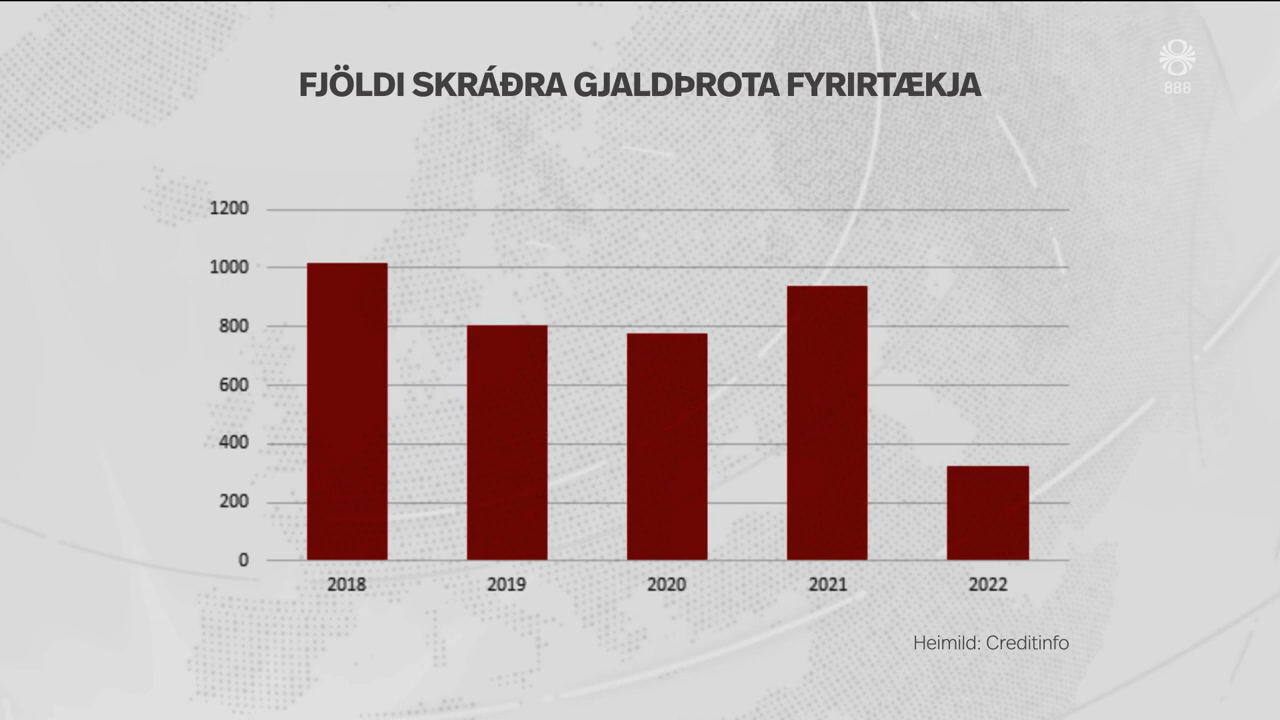 FJÖLDI SKRÁÐRA GJALDÞROTA FYRIRTÆKJA
888
1200
1000
800
600
400
200
0
2018 2019 2020 2021 2022
Heimild: Creditinfo